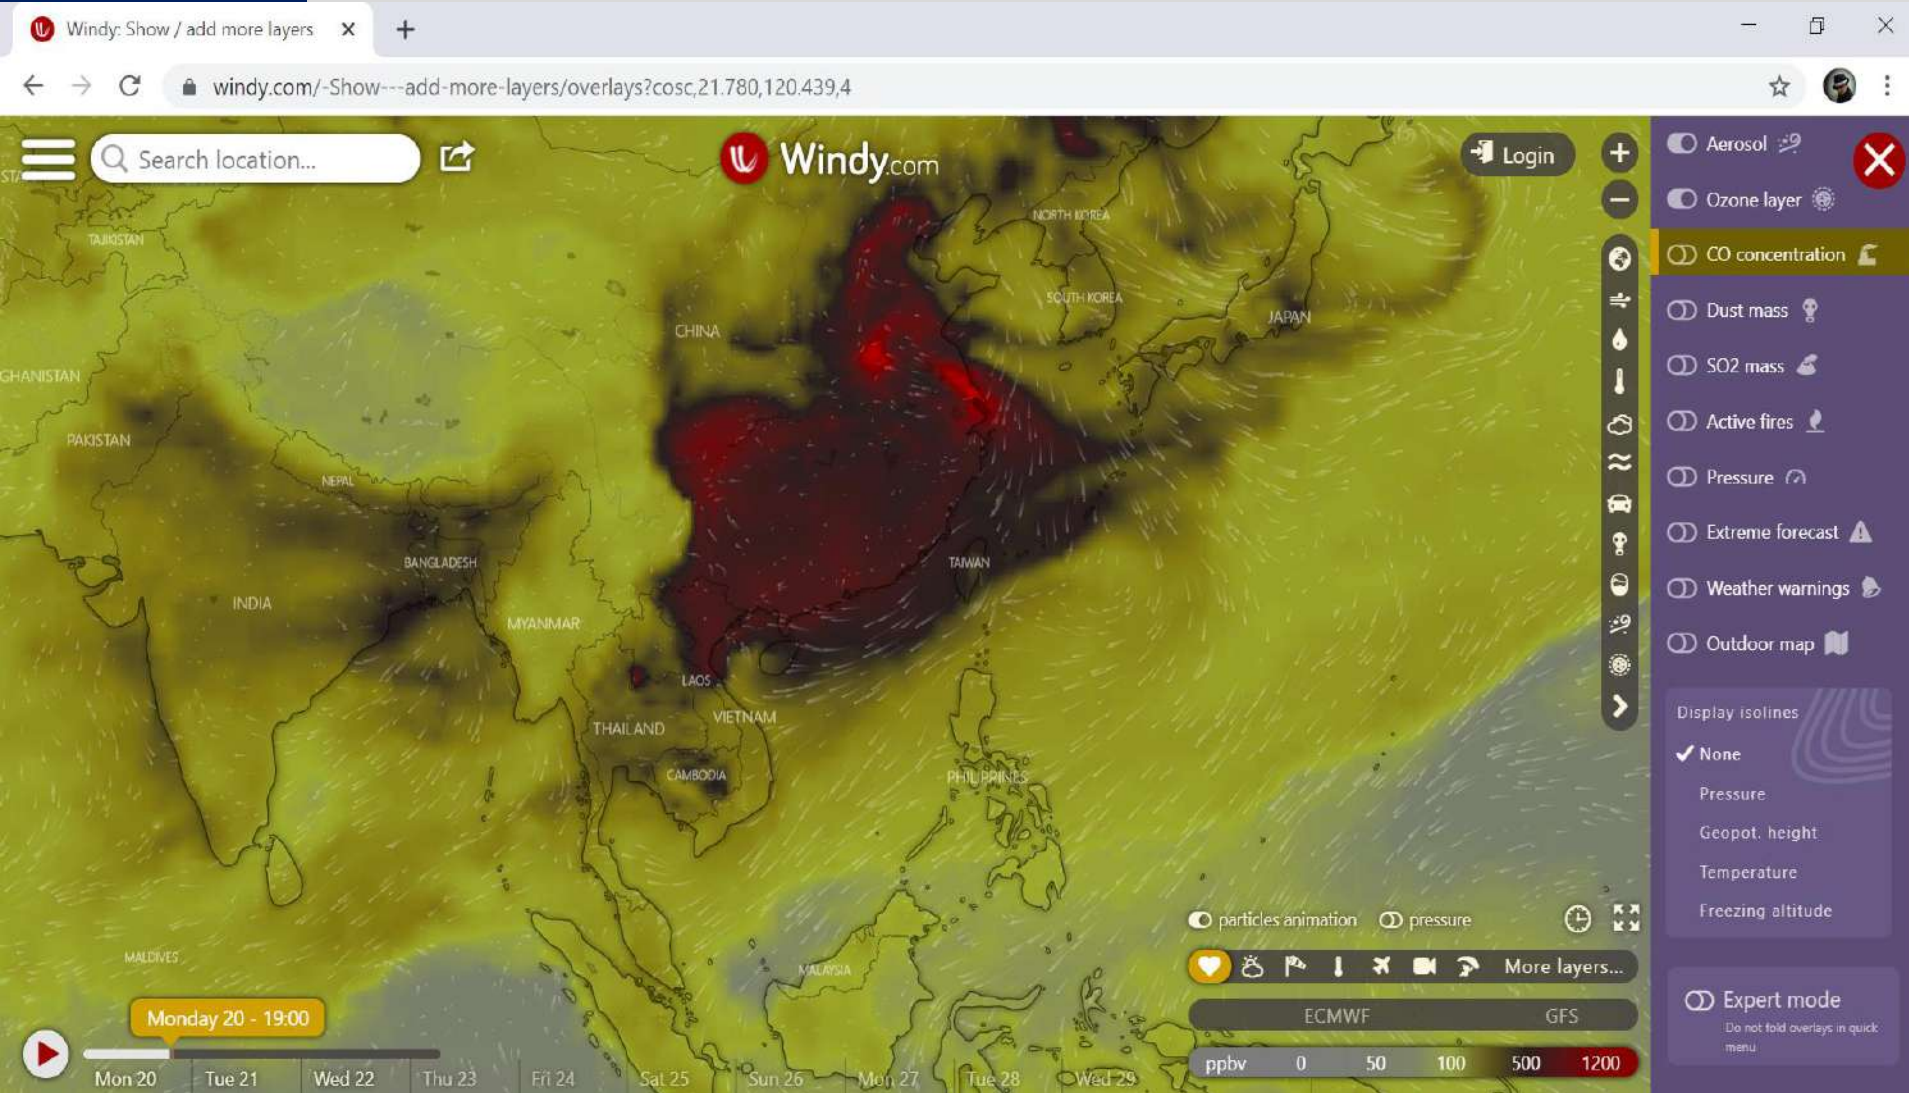 Windy: Show / add more layers
windy.com/-Show---add-more-layers/overlays?cosc,21.780,120.439,4
Search location...
Windy.com
Login
Aerosol
Ozone layer
CO concentration
Dust mass
SO2 mass
Active fires
Pressure
Extreme forecast
Weather warnings
Outdoor map
Display isolines
None
Pressure
Geopot. height
Temperature
Freezing altitude
Expert mode
Do not fold overlays in quick
menu
TAJIKISTAN
GHANISTAN
PAKISTAN
NEPAL
BANGLADESH
INDIA
MYANMAR
CHINA
NORTH KOREA
SOUTH KOREA
JAPAN
TAIWAN
LAOS
VIETNAM
THAILAND
CAMBODIA
PHILIPPINES
MALDIVES
MALAYSIA
particles animation
pressure
More layers...
ECMWF GFS
ppbv 0 50 100 500 1200
Monday 20 - 19:00
Mon 20 Tue 21 Wed 22 Thu 23 Fri 24 Sat 25 Sun 26 Mon 27 Tue 28 Wed 29